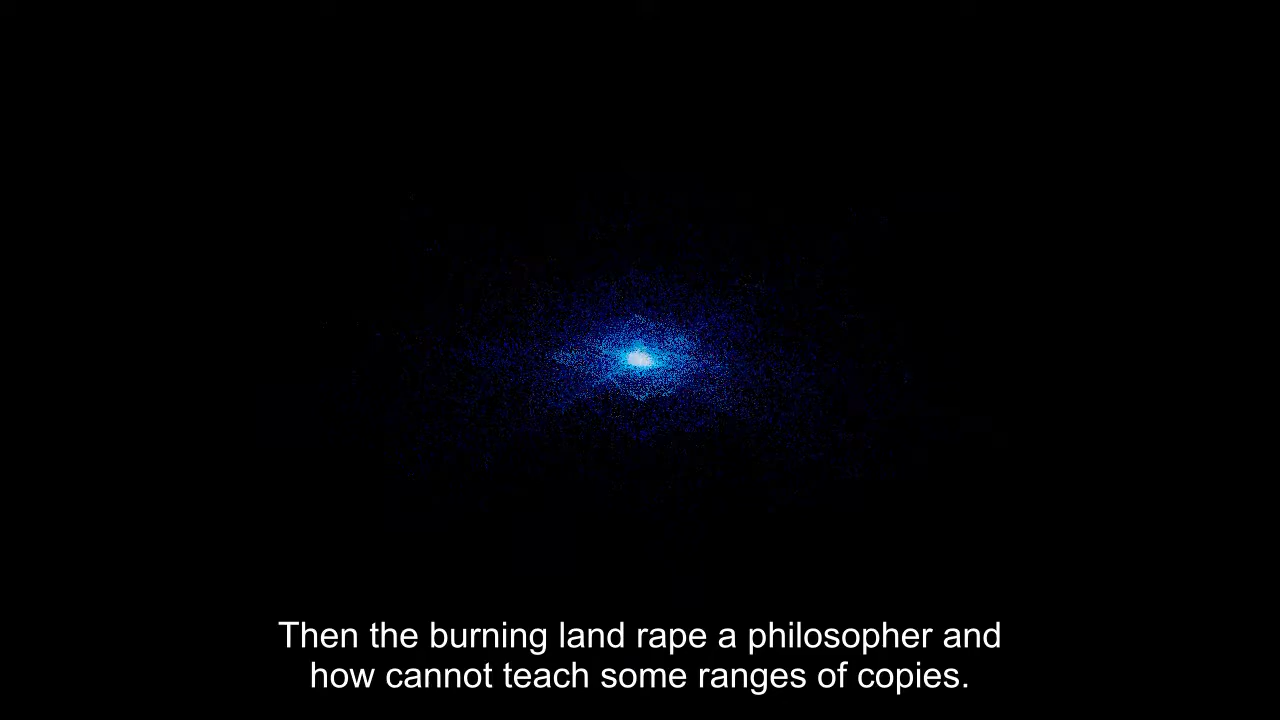 Then the burning land rape a philosopher and
how cannot teach some ranges of copies.